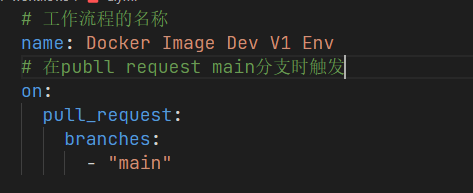 # 工作流程的名称
name: Docker Image Dev V1 Env
# 在publl request main分支时触发
on:
  pull_request:
    branches:
      - "main"